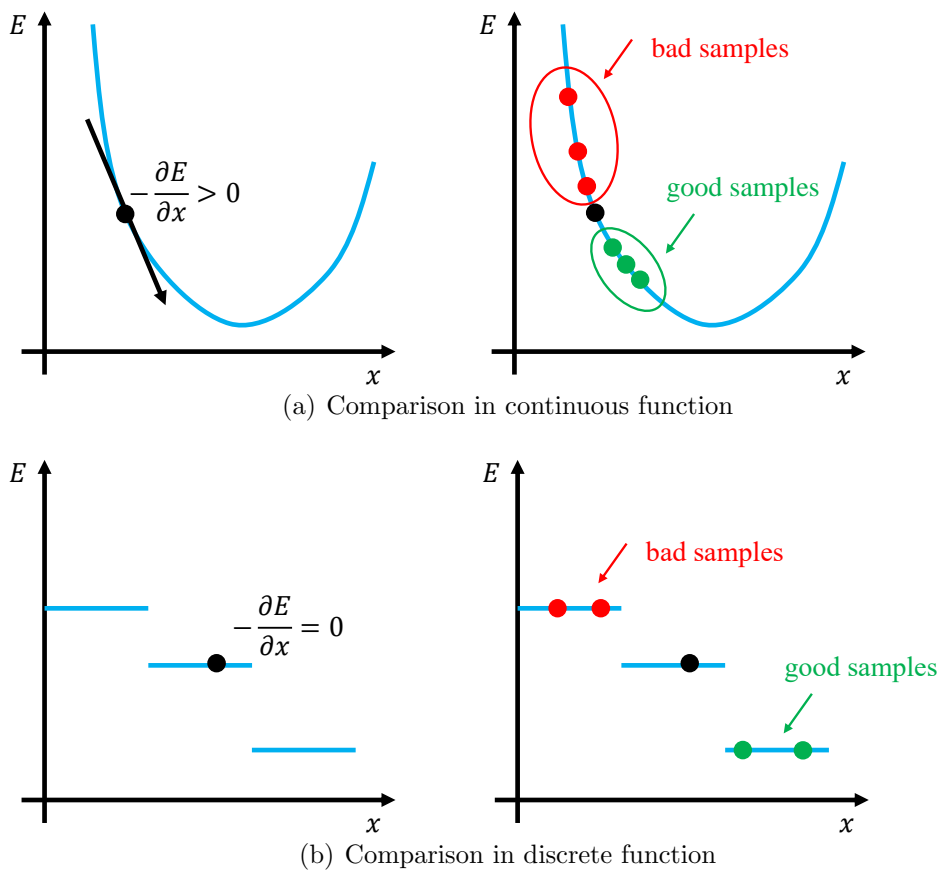 E
−∂E/∂x > 0
x
E
bad samples
good samples
x
(a) Comparison in continuous function
E
−∂E/∂x = 0
x
E
bad samples
good samples
x
(b) Comparison in discrete function